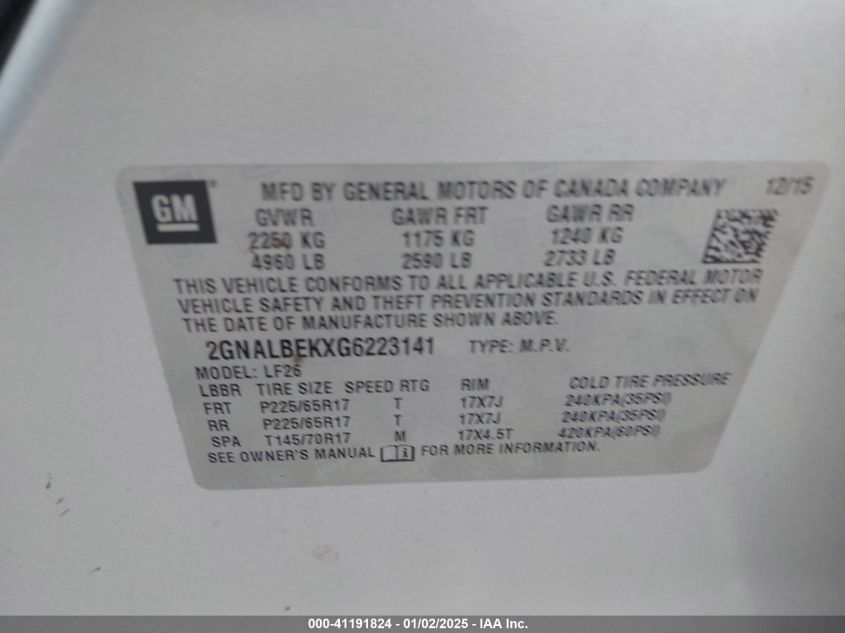 GM® MFD BY GENERAL MOTORS OF CANADA COMPANY 12/15
GVWR GAWR FRT GAWR RR
2250 KG 1175 KG 1240 KG
4960 LB 2590 LB 2733 LB
THIS VEHICLE CONFORMS TO ALL APPLICABLE U.S. FEDERAL MOTOR
VEHICLE SAFETY AND THEFT PREVENTION STANDARDS IN EFFECT ON
THE DATE OF MANUFACTURE SHOWN ABOVE.
2GNALBEKXG6223141 TYPE: M.P.V.
MODEL: LF26
LBBR TIRE SIZE SPEED RTG RIM COLD TIRE PRESSURE
FRT P225/65R17 T 17X7J 240KPA(35PSI)
RR P225/65R17 T 17X7J 240KPA(35PSI)
SPA T145/70R17 M 17X4.5T 420KPA(60PSI)
SEE OWNER'S MANUAL i FOR MORE INFORMATION.
000-41191824 - 01/02/2025 - IAA Inc.